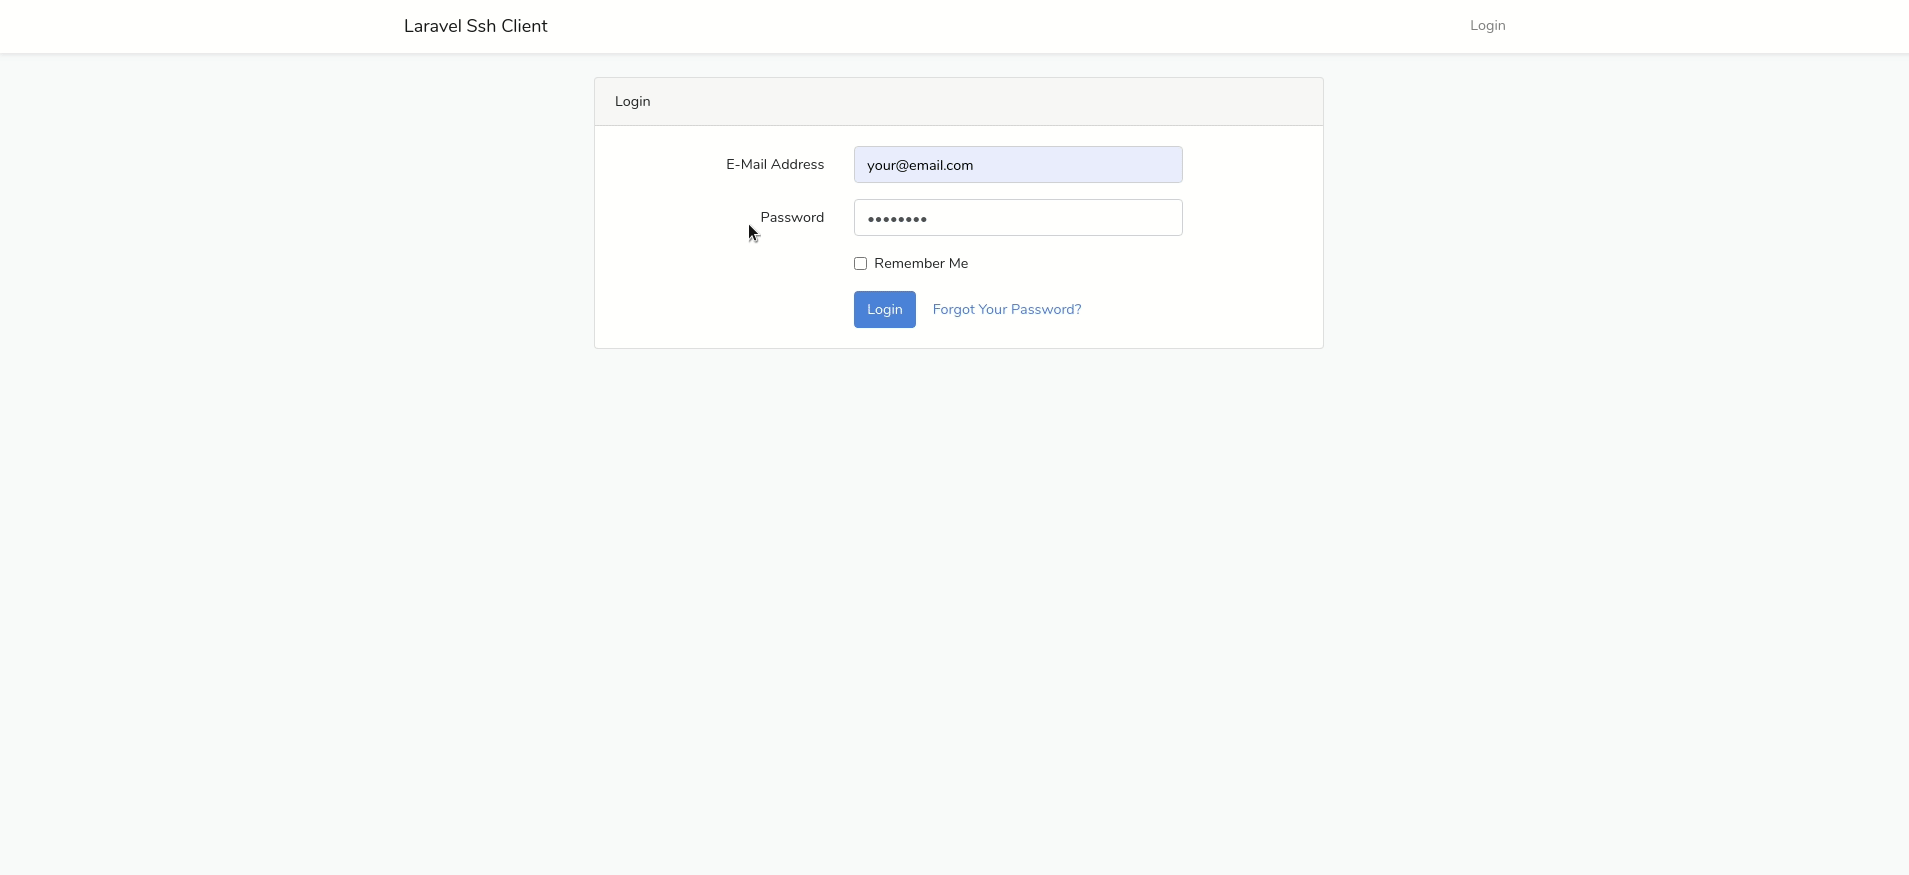 Laravel Ssh Client
Login
Login
E-Mail Address
your@email.com
Password
••••••••
Remember Me
Login
Forgot Your Password?